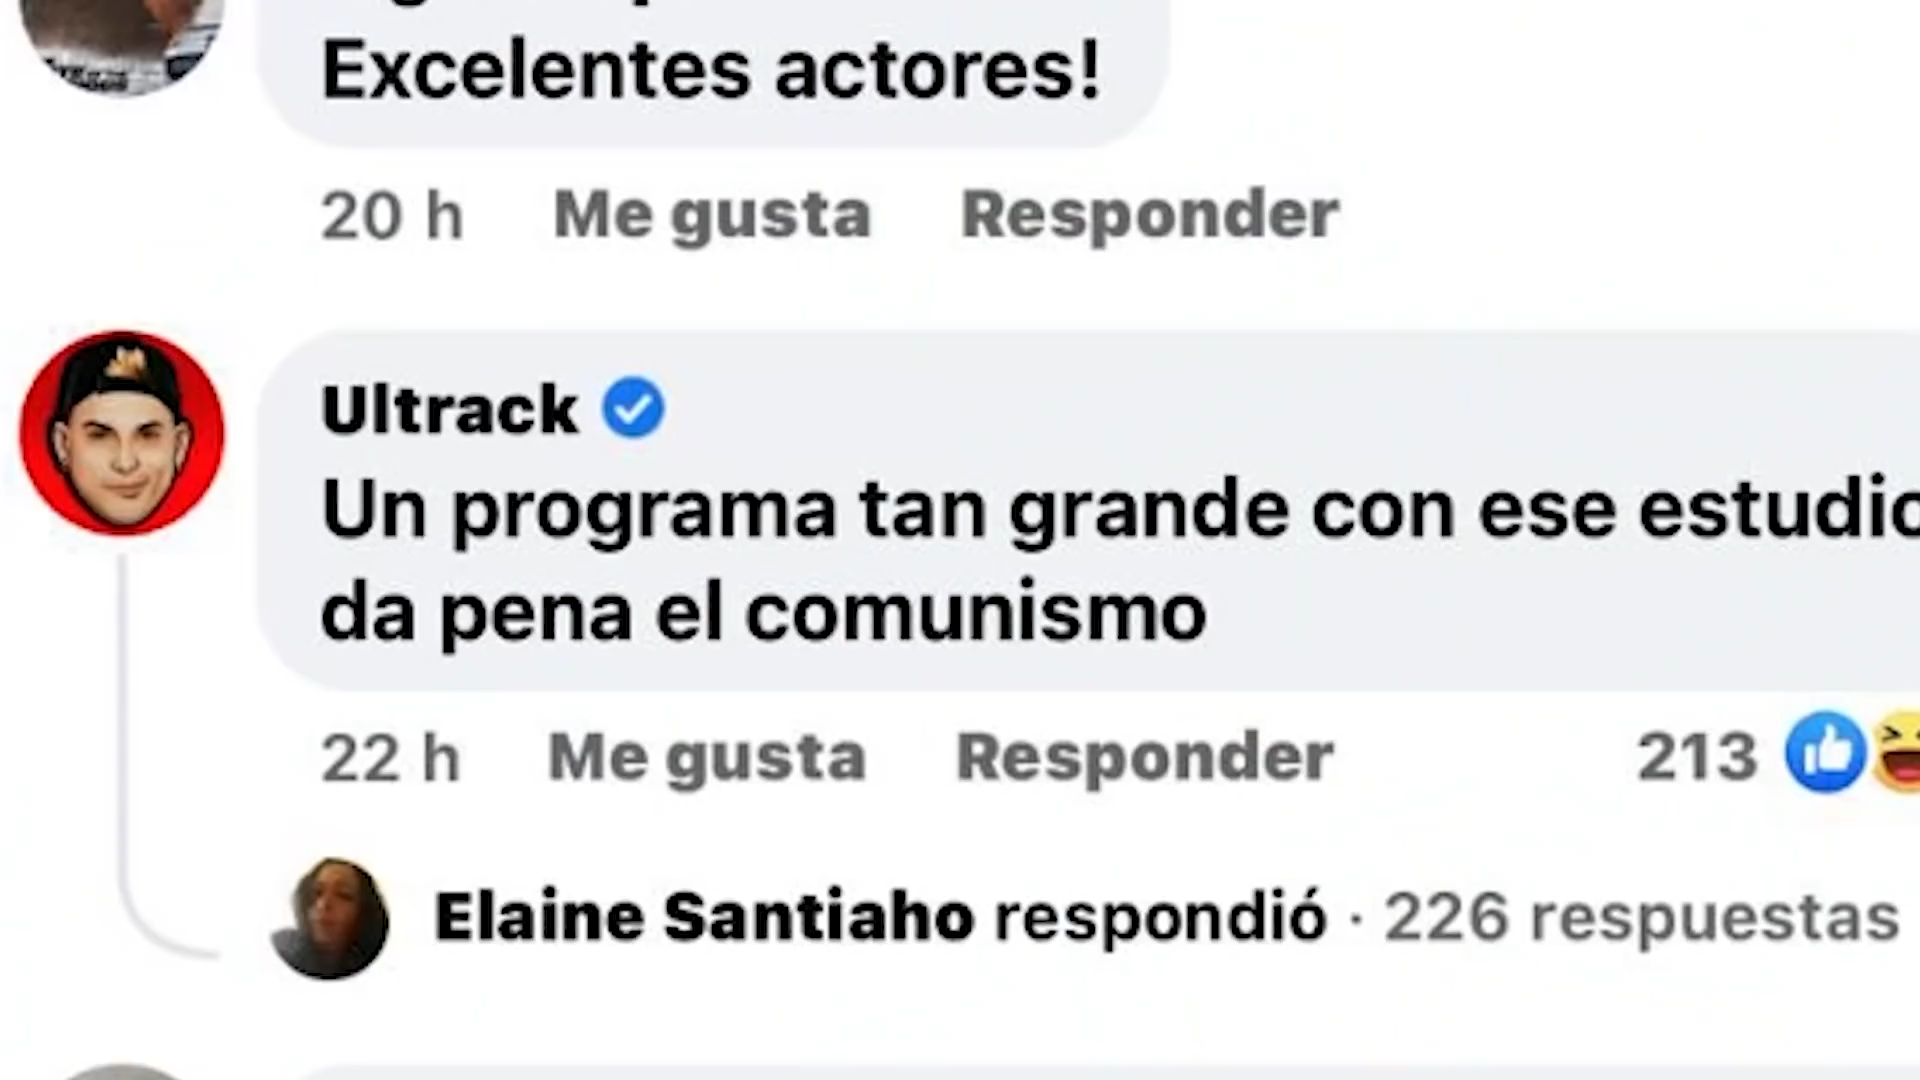 Excelentes actores!
20 h Me gusta Responder
Ultrack
Un programa tan grande con ese estudio
da pena el comunismo
22 h Me gusta Responder 213
Elaine Santiaho respondió · 226 respuestas